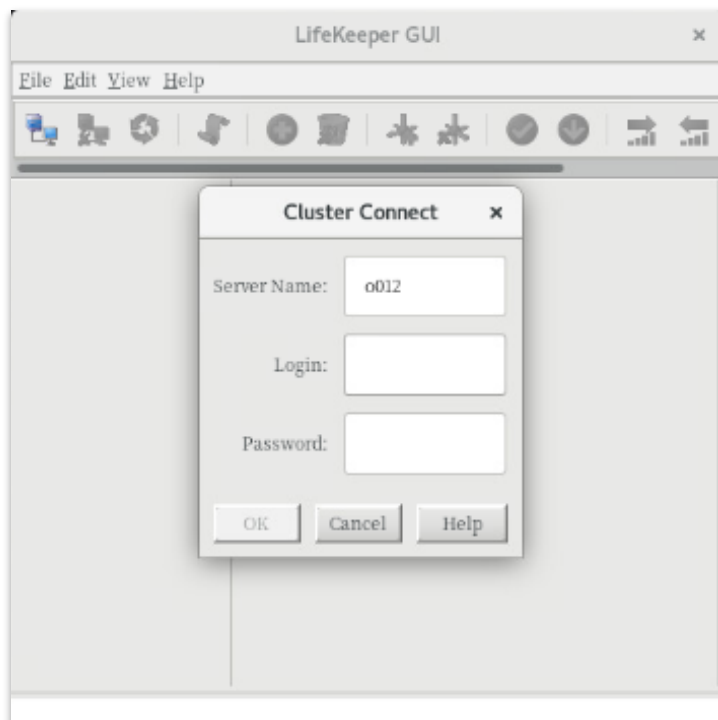 LifeKeeper GUI ×
File Edit View Help
Cluster Connect ×
Server Name: o012
Login:
Password:
OK Cancel Help